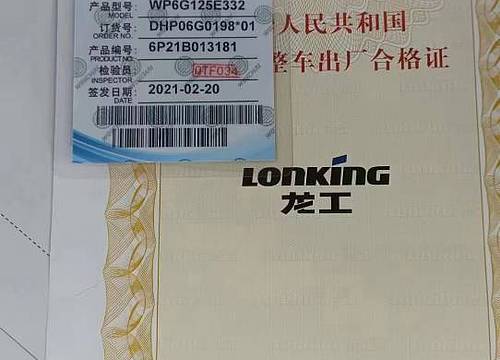 产品型号: WP6G125E332
MODEL
订货号: DHP06G0198*01
ORDER NO.
产品编号: 6P21B013181
PRODUCT NO.
检验员: QTF034
INSPECTOR
签发日期: 2021-02-20
DATE
人民共和国
整车出厂合格证
LONKING
龙工